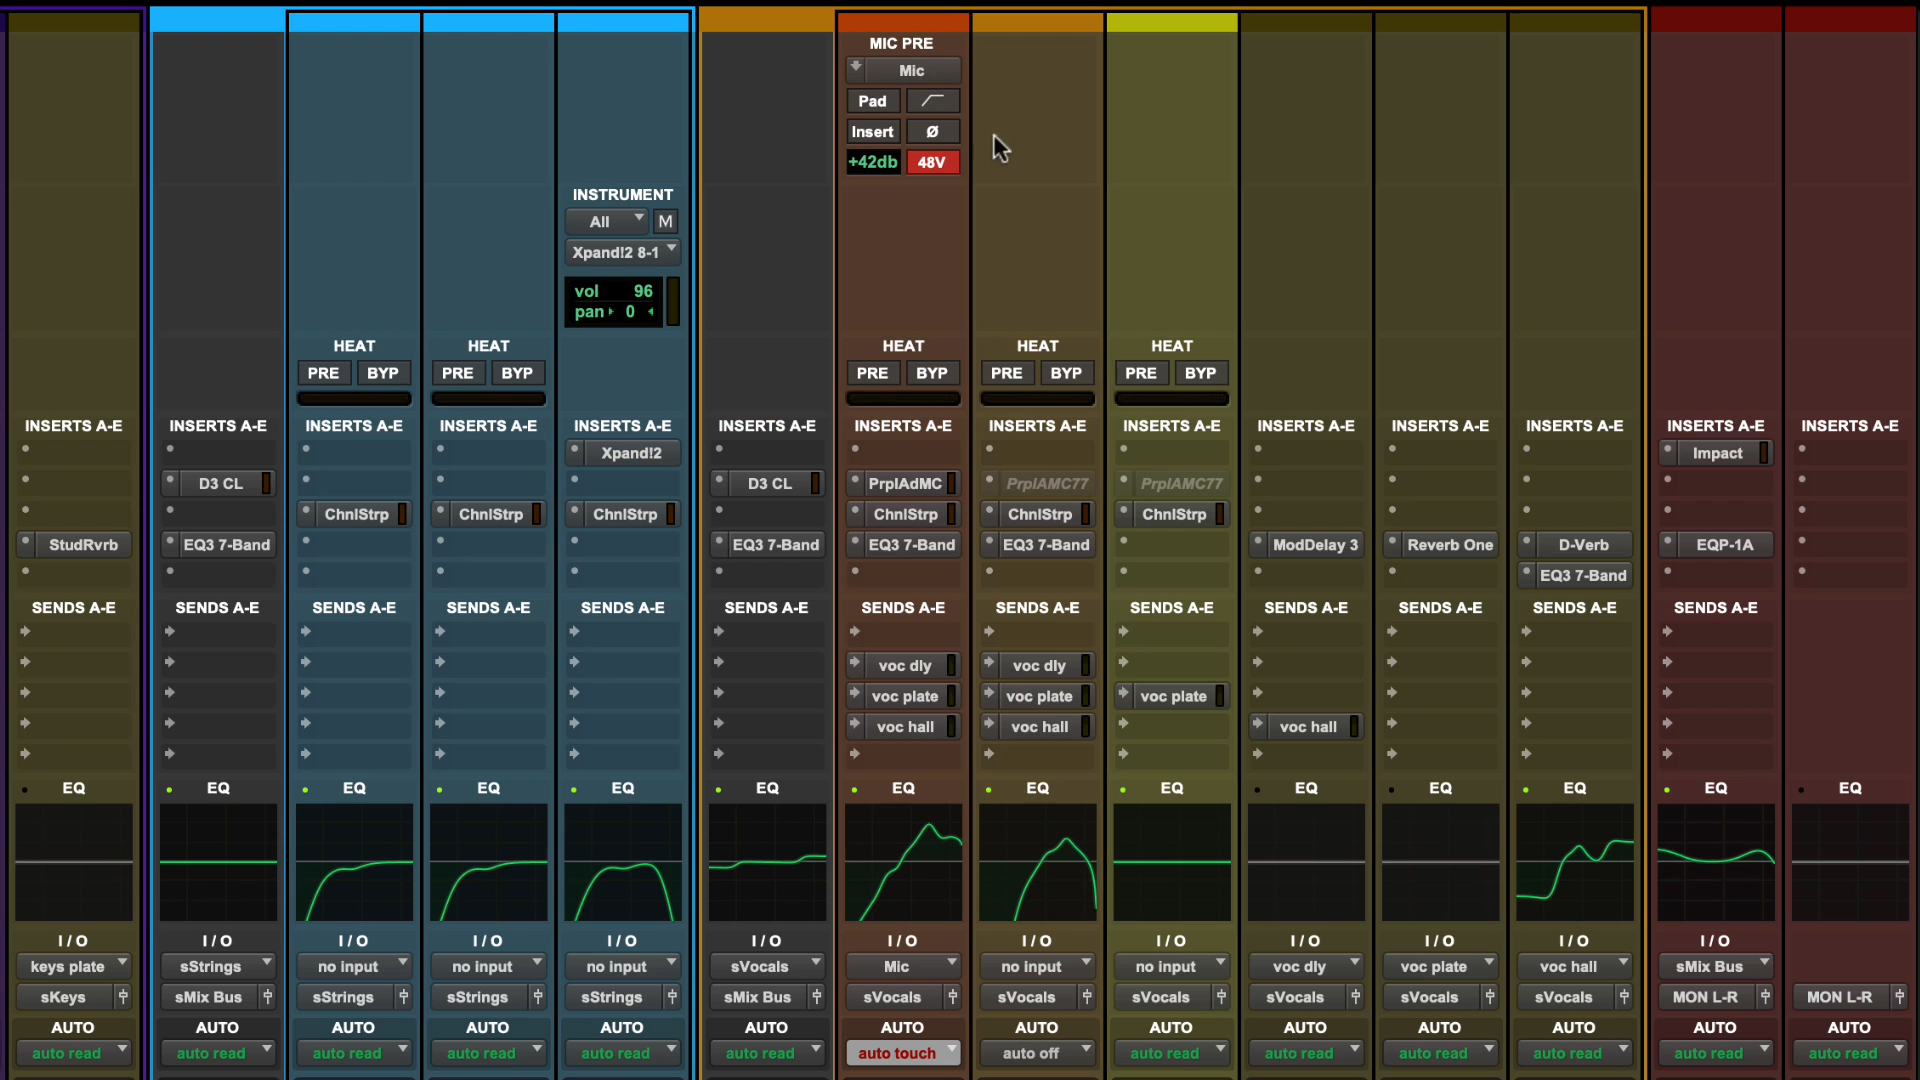 MIC PRE
Mic
Pad
Insert Ø
+42db 48V
INSTRUMENT
All M
Xpand!2 8-1
vol 96
pan 0
HEAT HEAT HEAT HEAT HEAT
PRE BYP PRE BYP PRE BYP PRE BYP PRE BYP
INSERTS A-E INSERTS A-E INSERTS A-E INSERTS A-E INSERTS A-E INSERTS A-E INSERTS A-E INSERTS A-E INSERTS A-E INSERTS A-E INSERTS A-E INSERTS A-E INSERTS A-E INSERTS A-E
Xpand!2 Impact
D3 CL D3 CL PrplAdMC PrplAMC77 PrplAMC77
ChnlStrp ChnlStrp ChnlStrp ChnlStrp ChnlStrp ChnlStrp
StudRvrb EQ3 7-Band EQ3 7-Band EQ3 7-Band EQ3 7-Band ModDelay 3 Reverb One D-Verb EQP-1A
EQ3 7-Band
SENDS A-E SENDS A-E SENDS A-E SENDS A-E SENDS A-E SENDS A-E SENDS A-E SENDS A-E SENDS A-E SENDS A-E SENDS A-E SENDS A-E SENDS A-E
voc dly voc dly
voc plate voc plate voc plate
voc hall voc hall voc hall
EQ EQ EQ EQ EQ EQ EQ EQ EQ EQ EQ EQ EQ EQ
I / O I / O I / O I / O I / O I / O I / O I / O I / O I / O I / O I / O I / O
keys plate sStrings no input no input no input sVocals Mic no input no input voc dly voc plate voc hall sMix Bus
sKeys sMix Bus sStrings sStrings sStrings sMix Bus sVocals sVocals sVocals sVocals sVocals sVocals MON L-R MON L-R
AUTO AUTO AUTO AUTO AUTO AUTO AUTO AUTO AUTO AUTO AUTO AUTO AUTO AUTO
auto read auto read auto read auto read auto read auto read auto touch auto off auto read auto read auto read auto read auto read auto read